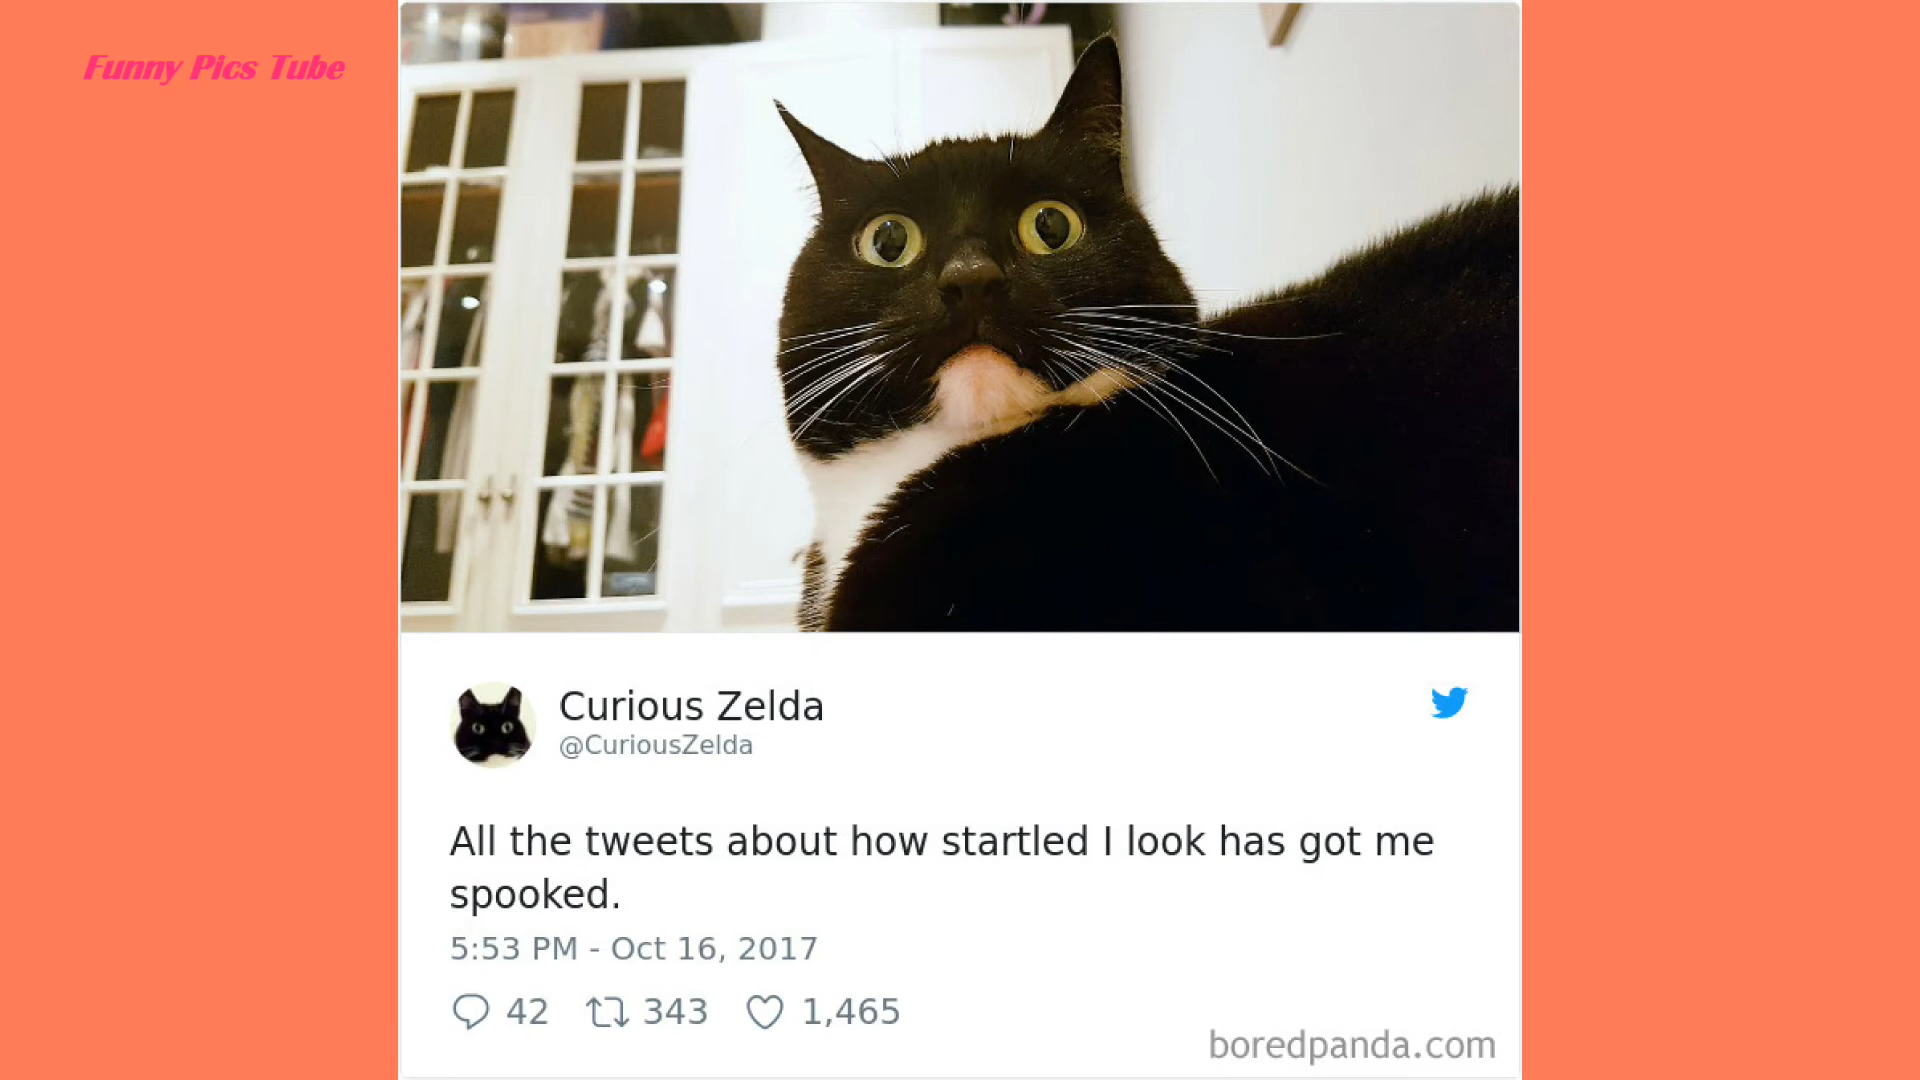 Funny Pics Tube
Curious Zelda
@CuriousZelda
All the tweets about how startled I look has got me
spooked.
5:53 PM - Oct 16, 2017
42 343 1,465
boredpanda.com